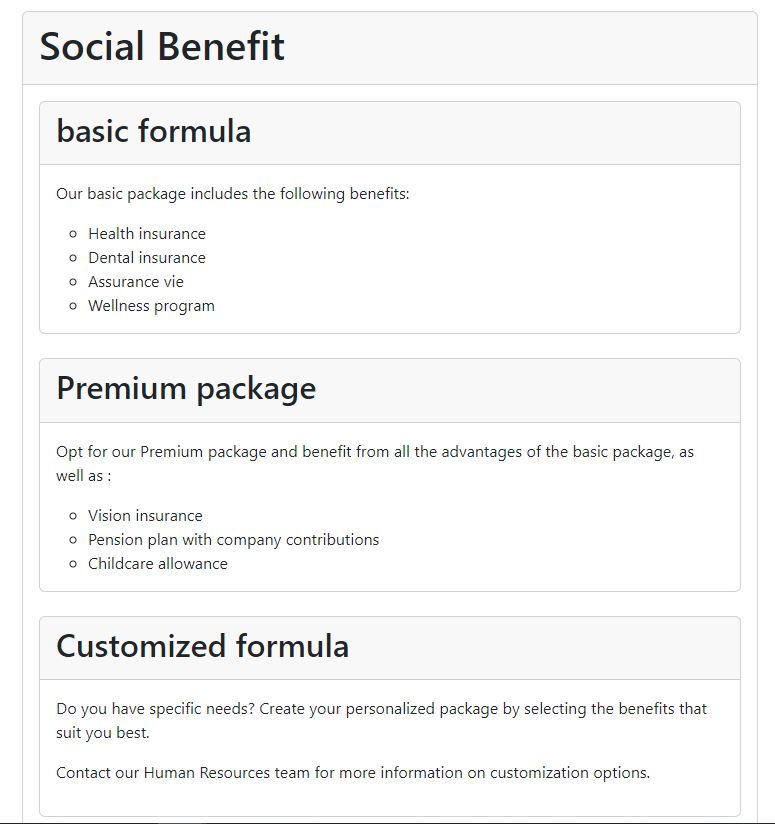 Social Benefit
basic formula
Our basic package includes the following benefits:
Health insurance
Dental insurance
Assurance vie
Wellness program
Premium package
Opt for our Premium package and benefit from all the advantages of the basic package, as
well as :
Vision insurance
Pension plan with company contributions
Childcare allowance
Customized formula
Do you have specific needs? Create your personalized package by selecting the benefits that
suit you best.
Contact our Human Resources team for more information on customization options.